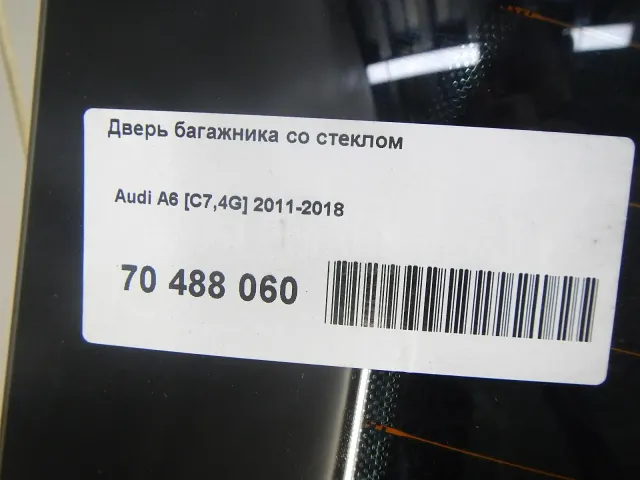 Дверь багажника со стеклом
Audi A6 [C7,4G] 2011-2018
70 488 060